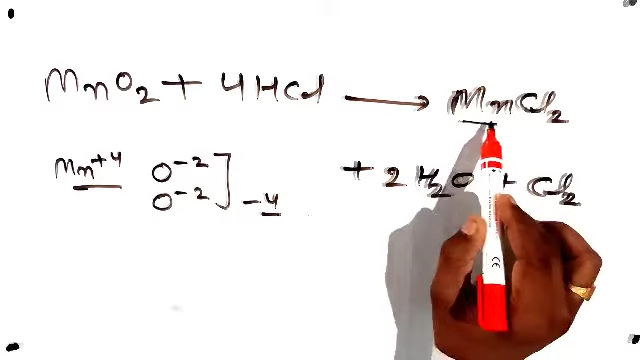 MnO2 + 4HCl → MnCl2
+ 2H2O + Cl2
Mn+4 O-2
O-2 ] -4